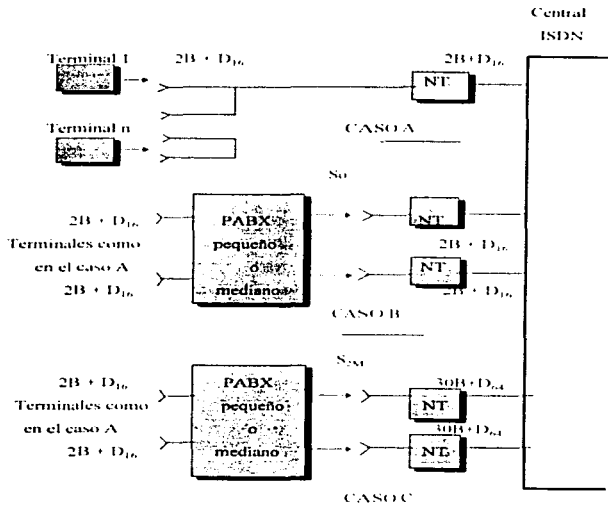 Central
ISDN
Terminal 1
2B + D16
2B+D16
NT
Terminal n
CASO A
S0
2B + D16
PABX
pequeño
o
mediano
NT
Terminales como
en el caso A
2B + D16
2B + D16
NT
2B + D16
CASO B
2B + D16
PABX
pequeño
o
mediano
30B+D64
NT
Terminales como
en el caso A
30B+D64
2B + D16
NT
CASO C